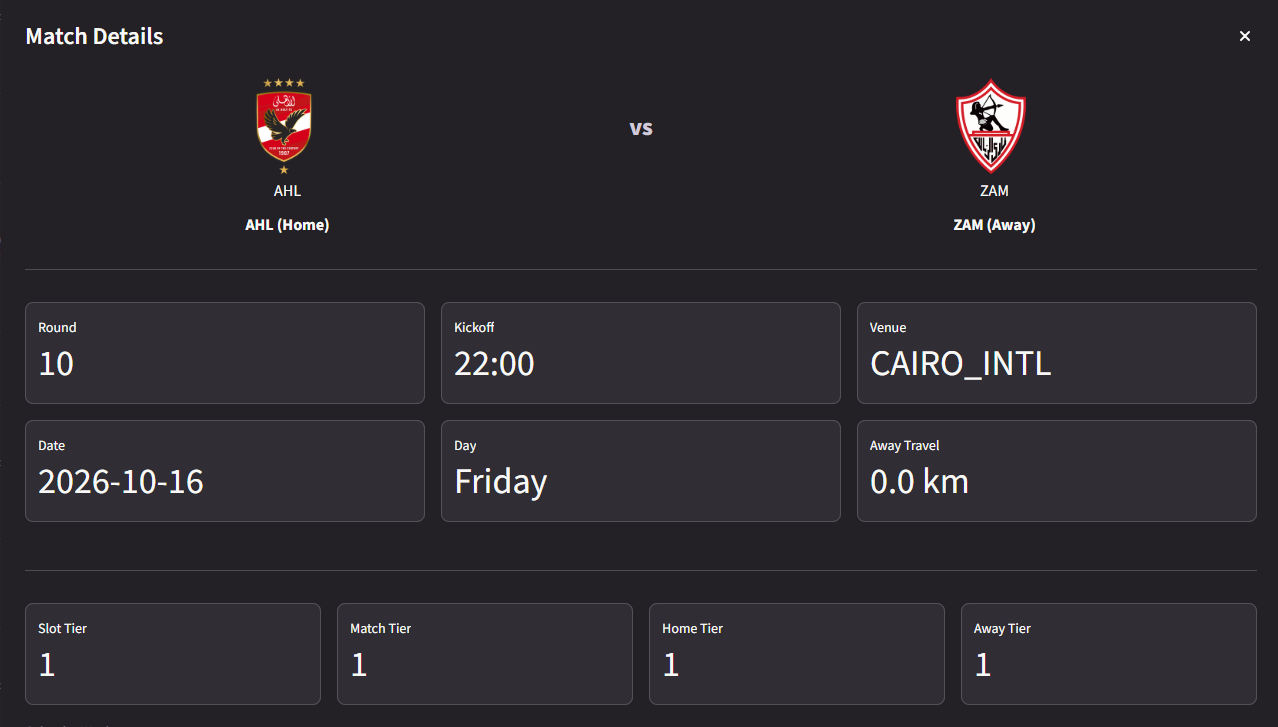 Match Details
×
vs
الأهلي
1907
AHL
ZAM
AHL (Home)
ZAM (Away)
Round
10
Kickoff
22:00
Venue
CAIRO_INTL
Date
2026-10-16
Day
Friday
Away Travel
0.0 km
Slot Tier
1
Match Tier
1
Home Tier
1
Away Tier
1